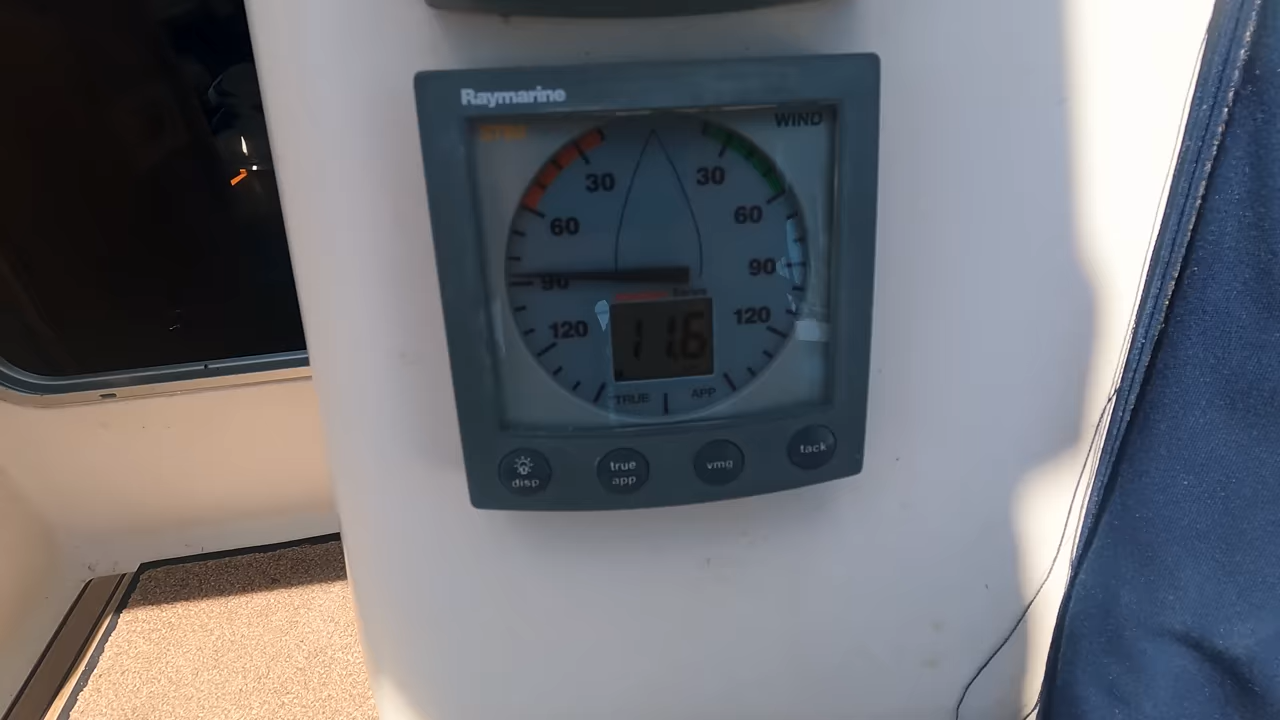 Raymarine
WIND
30 30
60 60
90 90
120 120
11.6
TRUE APP
disp
true
app
vmg
tack